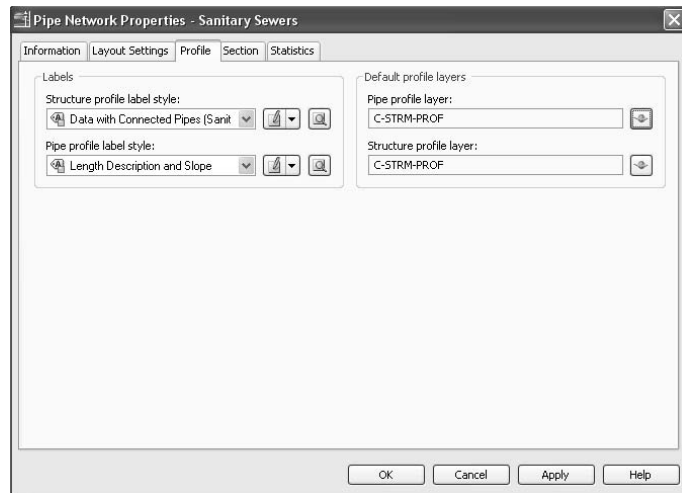 Pipe Network Properties - Sanitary Sewers
Information Layout Settings Profile Section Statistics
Labels
Structure profile label style:
Data with Connected Pipes (Sanit
Pipe profile label style:
Length Description and Slope
Default profile layers
Pipe profile layer:
C-STRM-PROF
Structure profile layer:
C-STRM-PROF
OK Cancel Apply Help